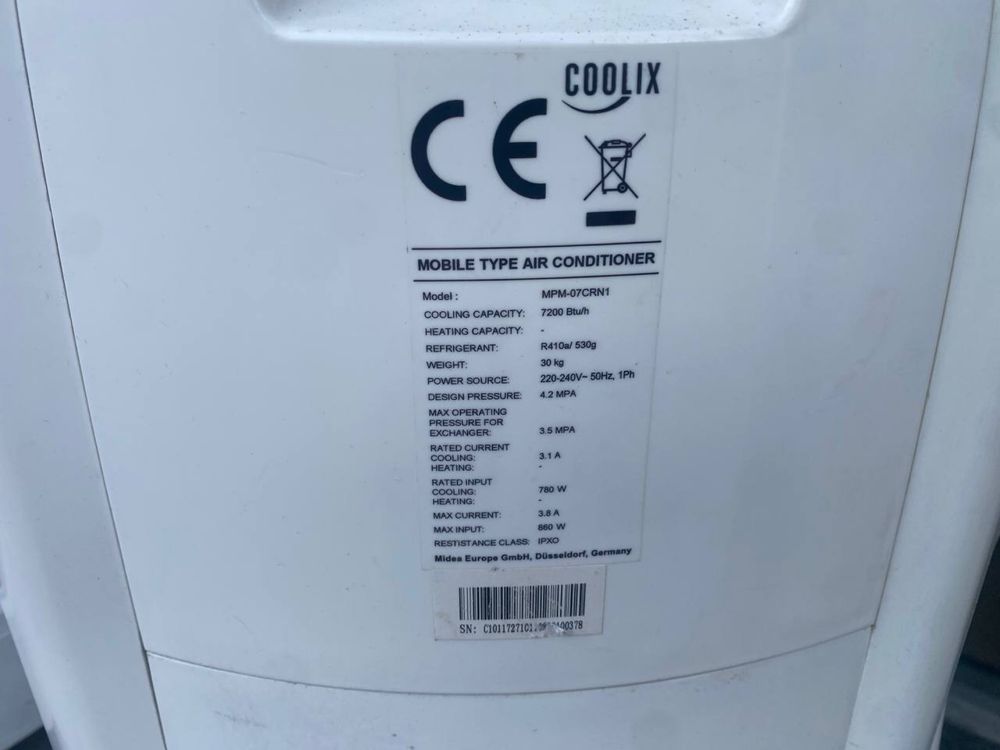 COOLIX
CE
MOBILE TYPE AIR CONDITIONER
Model : MPM-07CRN1
COOLING CAPACITY: 7200 Btu/h
HEATING CAPACITY: -
REFRIGERANT: R410a/ 530g
WEIGHT: 30 kg
POWER SOURCE: 220-240V~ 50Hz, 1Ph
DESIGN PRESSURE: 4.2 MPA
MAX OPERATING
PRESSURE FOR
EXCHANGER: 3.5 MPA
RATED CURRENT
COOLING: 3.1 A
HEATING: -
RATED INPUT
COOLING: 780 W
HEATING: -
MAX CURRENT: 3.8 A
MAX INPUT: 860 W
RESTISTANCE CLASS: IPXO
Midea Europe GmbH, Düsseldorf, Germany
SN: